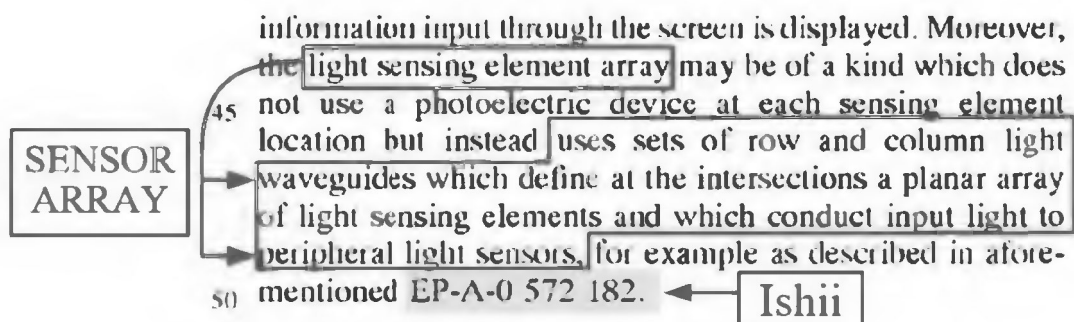 information input through the screen is displayed. Moreover,
the light sensing element array may be of a kind which does
45 not use a photoelectric device at each sensing element
location but instead uses sets of row and column light
waveguides which define at the intersections a planar array
of light sensing elements and which conduct input light to
peripheral light sensors, for example as described in afore-
50 mentioned EP-A-0 572 182.
SENSOR
ARRAY
Ishii